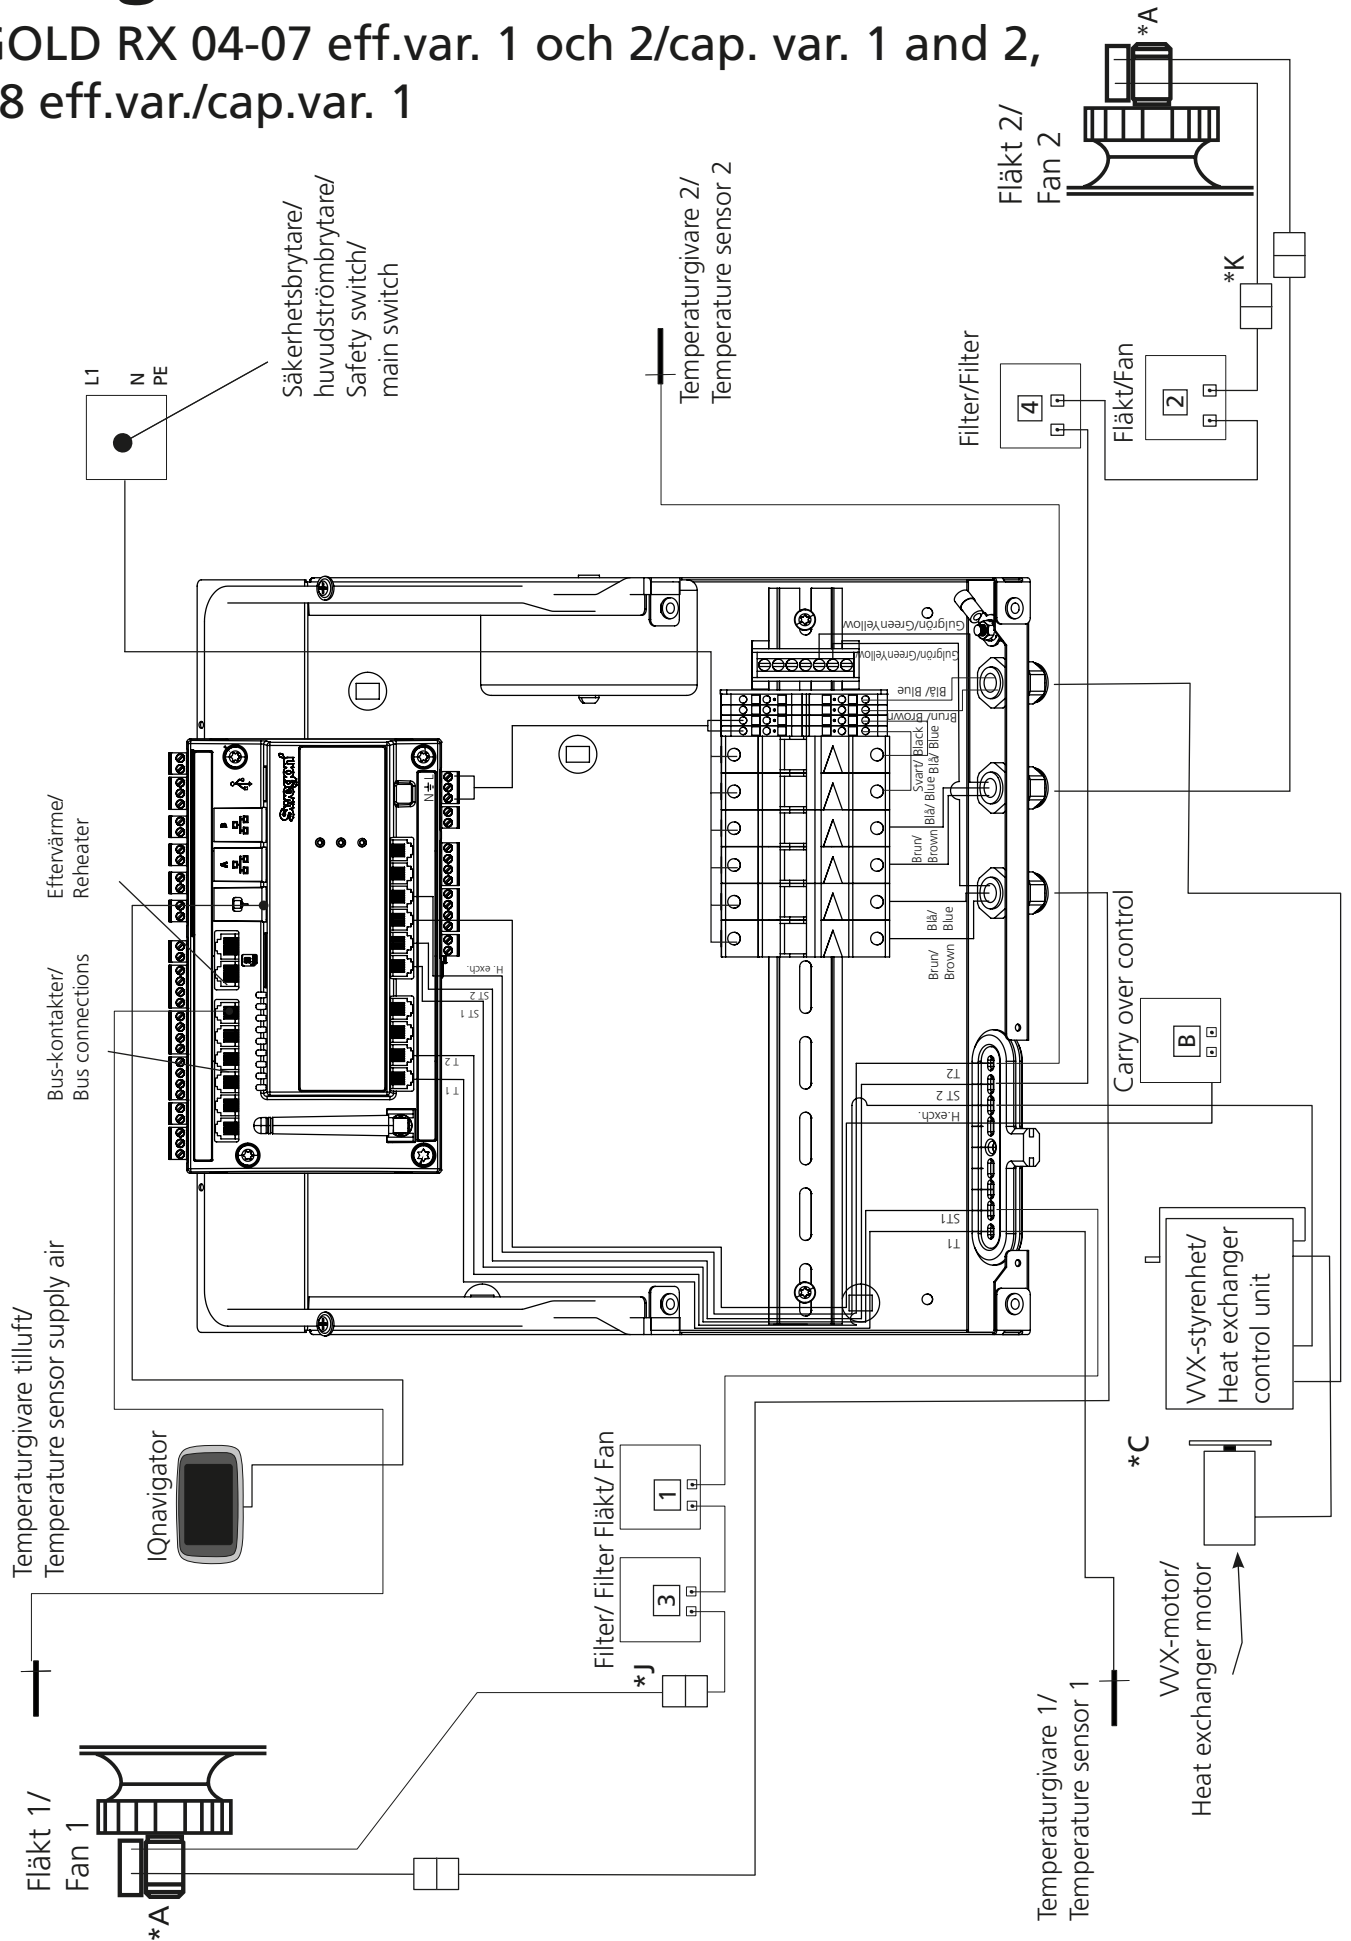 GOLD RX 04-07 eff.var. 1 och 2/cap. var. 1 and 2,
8 eff.var./cap.var. 1
*A
Fläkt 2/
Fan 2
*K
Fläkt/Fan
2
Filter/Filter
4
Temperaturgivare 2/
Temperature sensor 2
L1
N
PE
Säkerhetsbrytare/
huvudströmbrytare/
Safety switch/
main switch
Eftervärme/
Reheater
Bus-kontakter/
Bus connections
Swegon
A
B
L
N
H. exch.
ST 2
ST 1
T 2
T 1
Gulgrön/GreenYellow
Gulgrön/GreenYellow
Blå/ Blue
Brun/ Brown
Svart/ Black
Blå/ Blue
Blå/ Blue
Brun/
Brown
Blå/
Blue
Brun/
Brown
T2
ST 2
H.exch.
ST1
T1
Carry over control
B
VVX-styrenhet/
Heat exchanger
control unit
*C
VVX-motor/
Heat exchanger motor
Temperaturgivare tilluft/
Temperature sensor supply air
IQnavigator
Filter/ Filter Fläkt/ Fan
1
3
*J
Temperaturgivare 1/
Temperature sensor 1
Fläkt 1/
Fan 1
*A